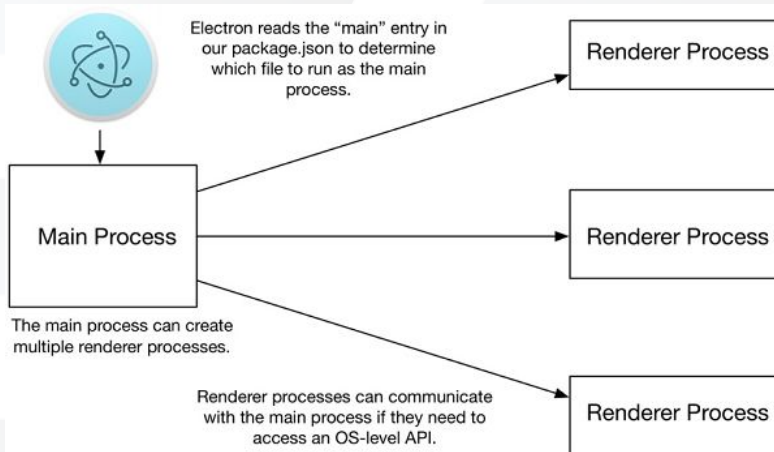 Electron reads the “main” entry in
our package.json to determine
which file to run as the main
process.
Renderer Process
Main Process
Renderer Process
The main process can create
multiple renderer processes.
Renderer processes can communicate
with the main process if they need to
access an OS-level API.
Renderer Process